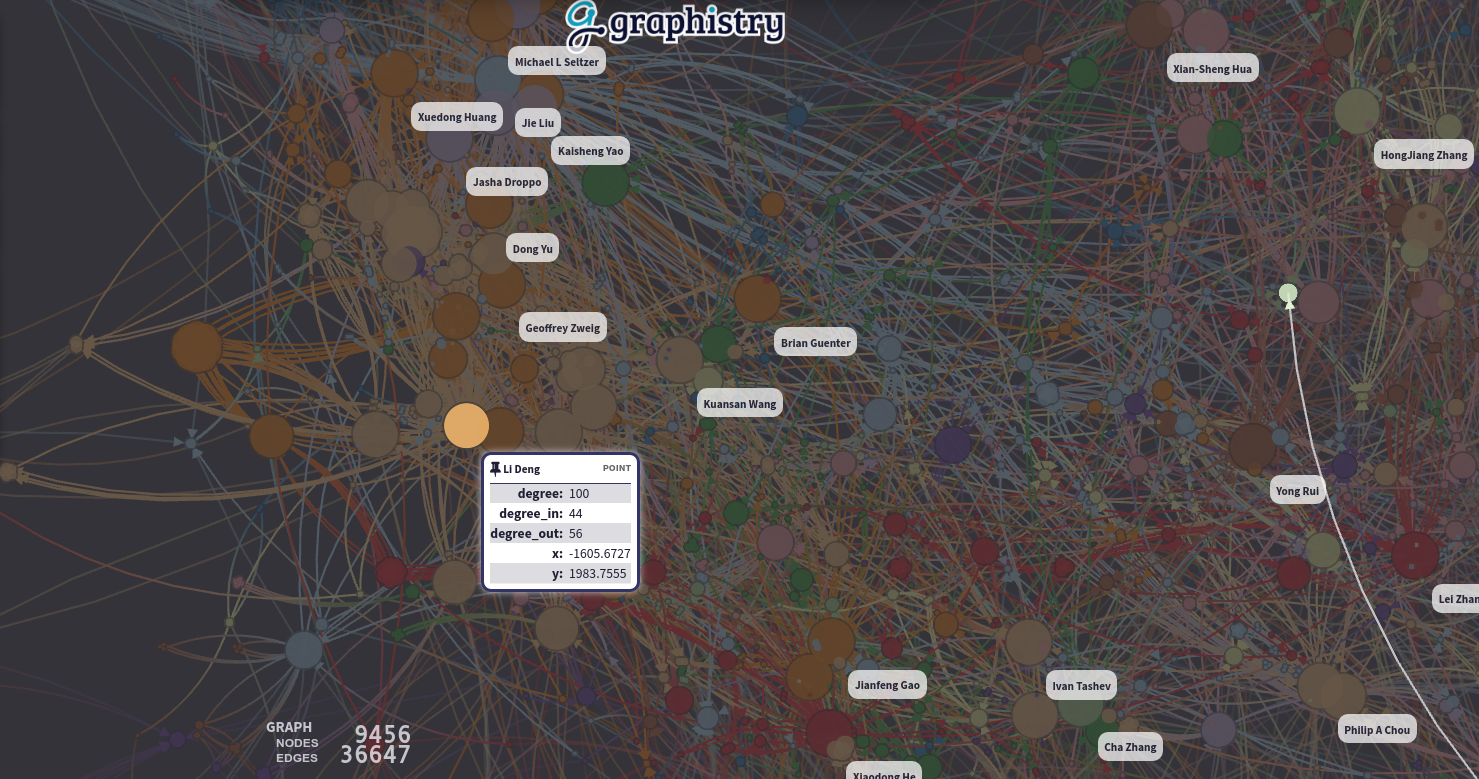 graphistry
Michael L Seltzer
Xian-Sheng Hua
Xuedong Huang
Jie Liu
Kaisheng Yao
HongJiang Zhang
Jasha Droppo
Dong Yu
Geoffrey Zweig
Brian Guenter
Kuansan Wang
Li Deng POINT
degree: 100
degree_in: 44
degree_out: 56
x: -1605.6727
y: 1983.7555
Yong Rui
Lei Zhan
Jianfeng Gao
Ivan Tashev
Philip A Chou
Cha Zhang
Xiaodong He
GRAPH
NODES 9456
EDGES 36647